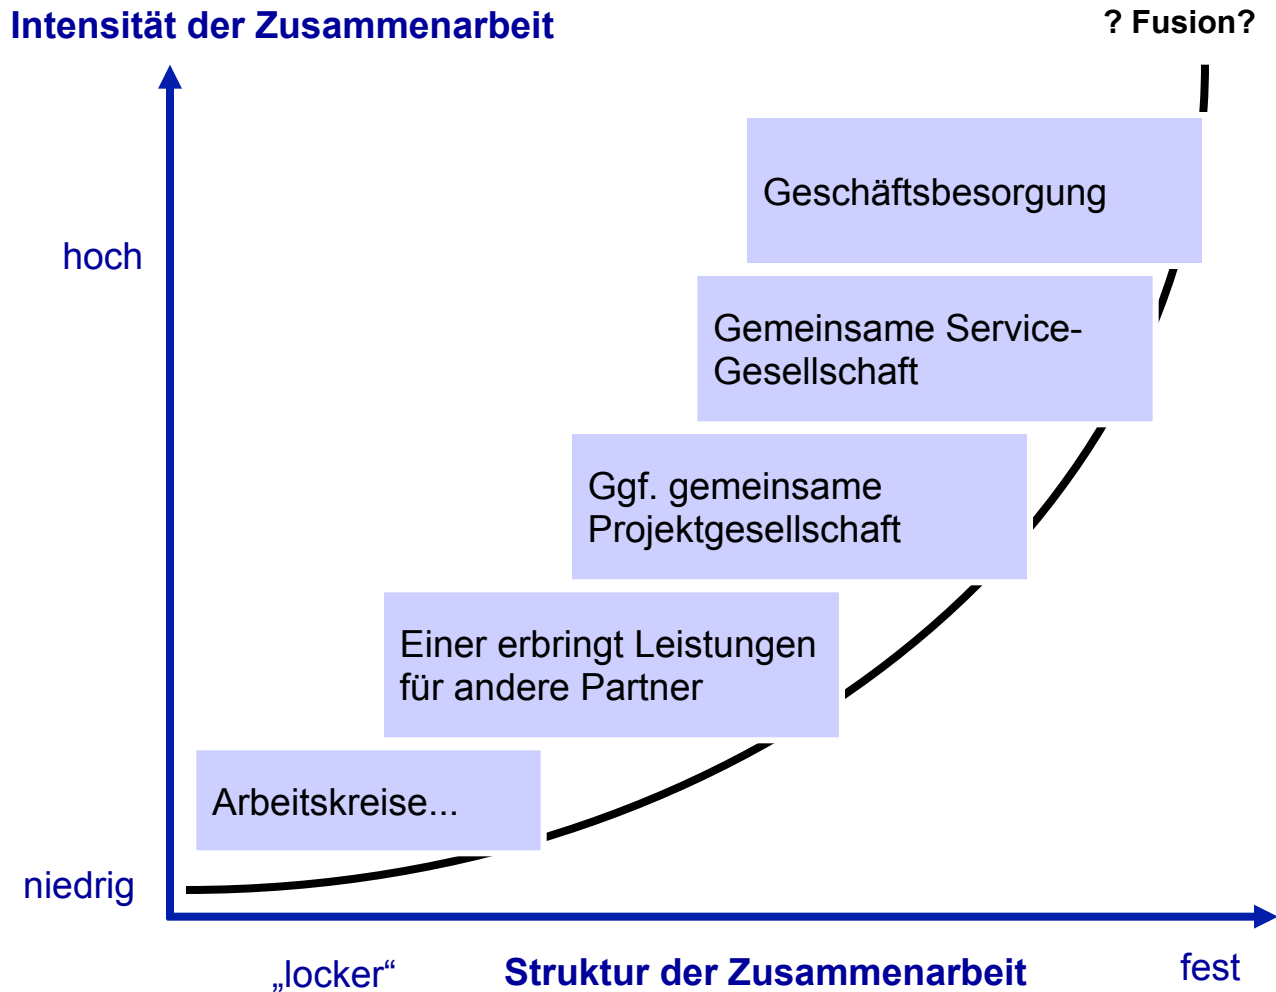 Intensität der Zusammenarbeit
? Fusion?
Geschäftsbesorgung
hoch
Gemeinsame Service-
Gesellschaft
Ggf. gemeinsame
Projektgesellschaft
Einer erbringt Leistungen
für andere Partner
Arbeitskreise...
niedrig
„locker“
Struktur der Zusammenarbeit
fest